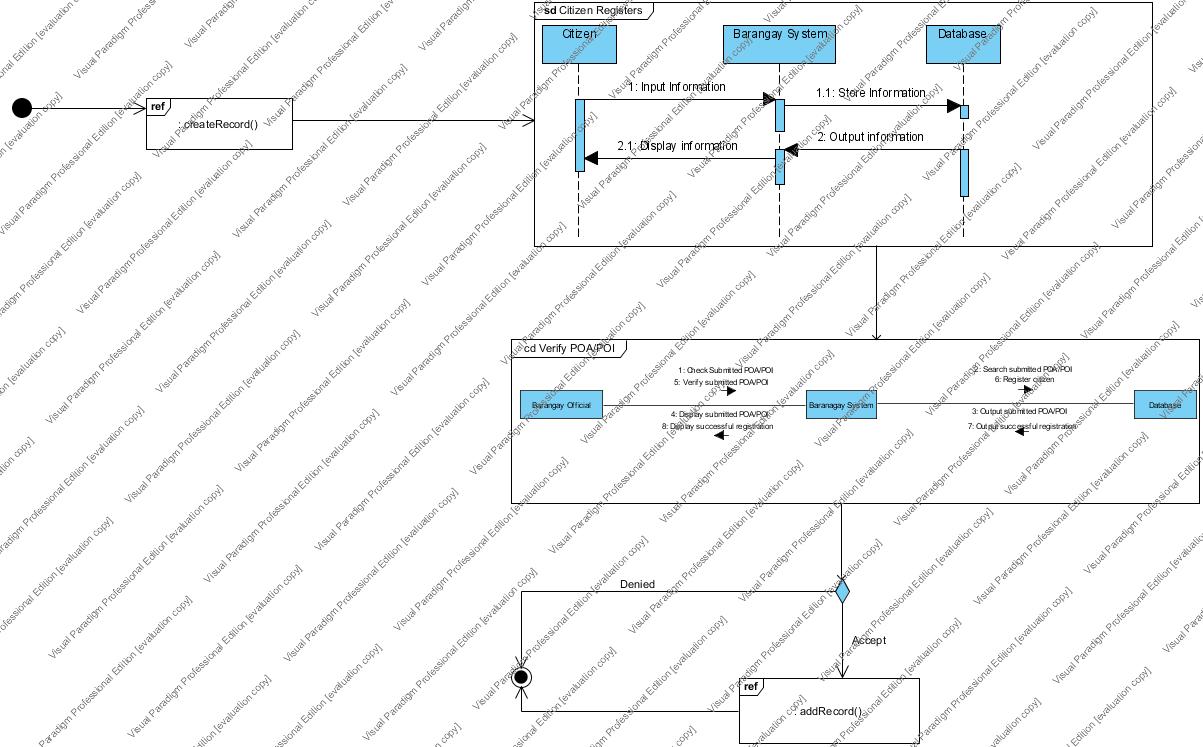 sd Citizen Registers
Citizen
Barangay System
Database
1: Input Information
1.1: Store Information
ref
: createRecord()
2: Output information
2.1: Display information
cd Verify POA/POI
1: Check Submitted POA/POI
5: Verify submitted POA/POI
2: Search submitted POA/POI
6: Register citizen
Barangay Official
Baranagay System
Database
4: Display submitted POA/POI
8: Display successful registration
3: Output submitted POA/POI
7: Output successful registration
Denied
Accept
ref
: addRecord()
Visual Paradigm Professional Edition [evaluation copy]